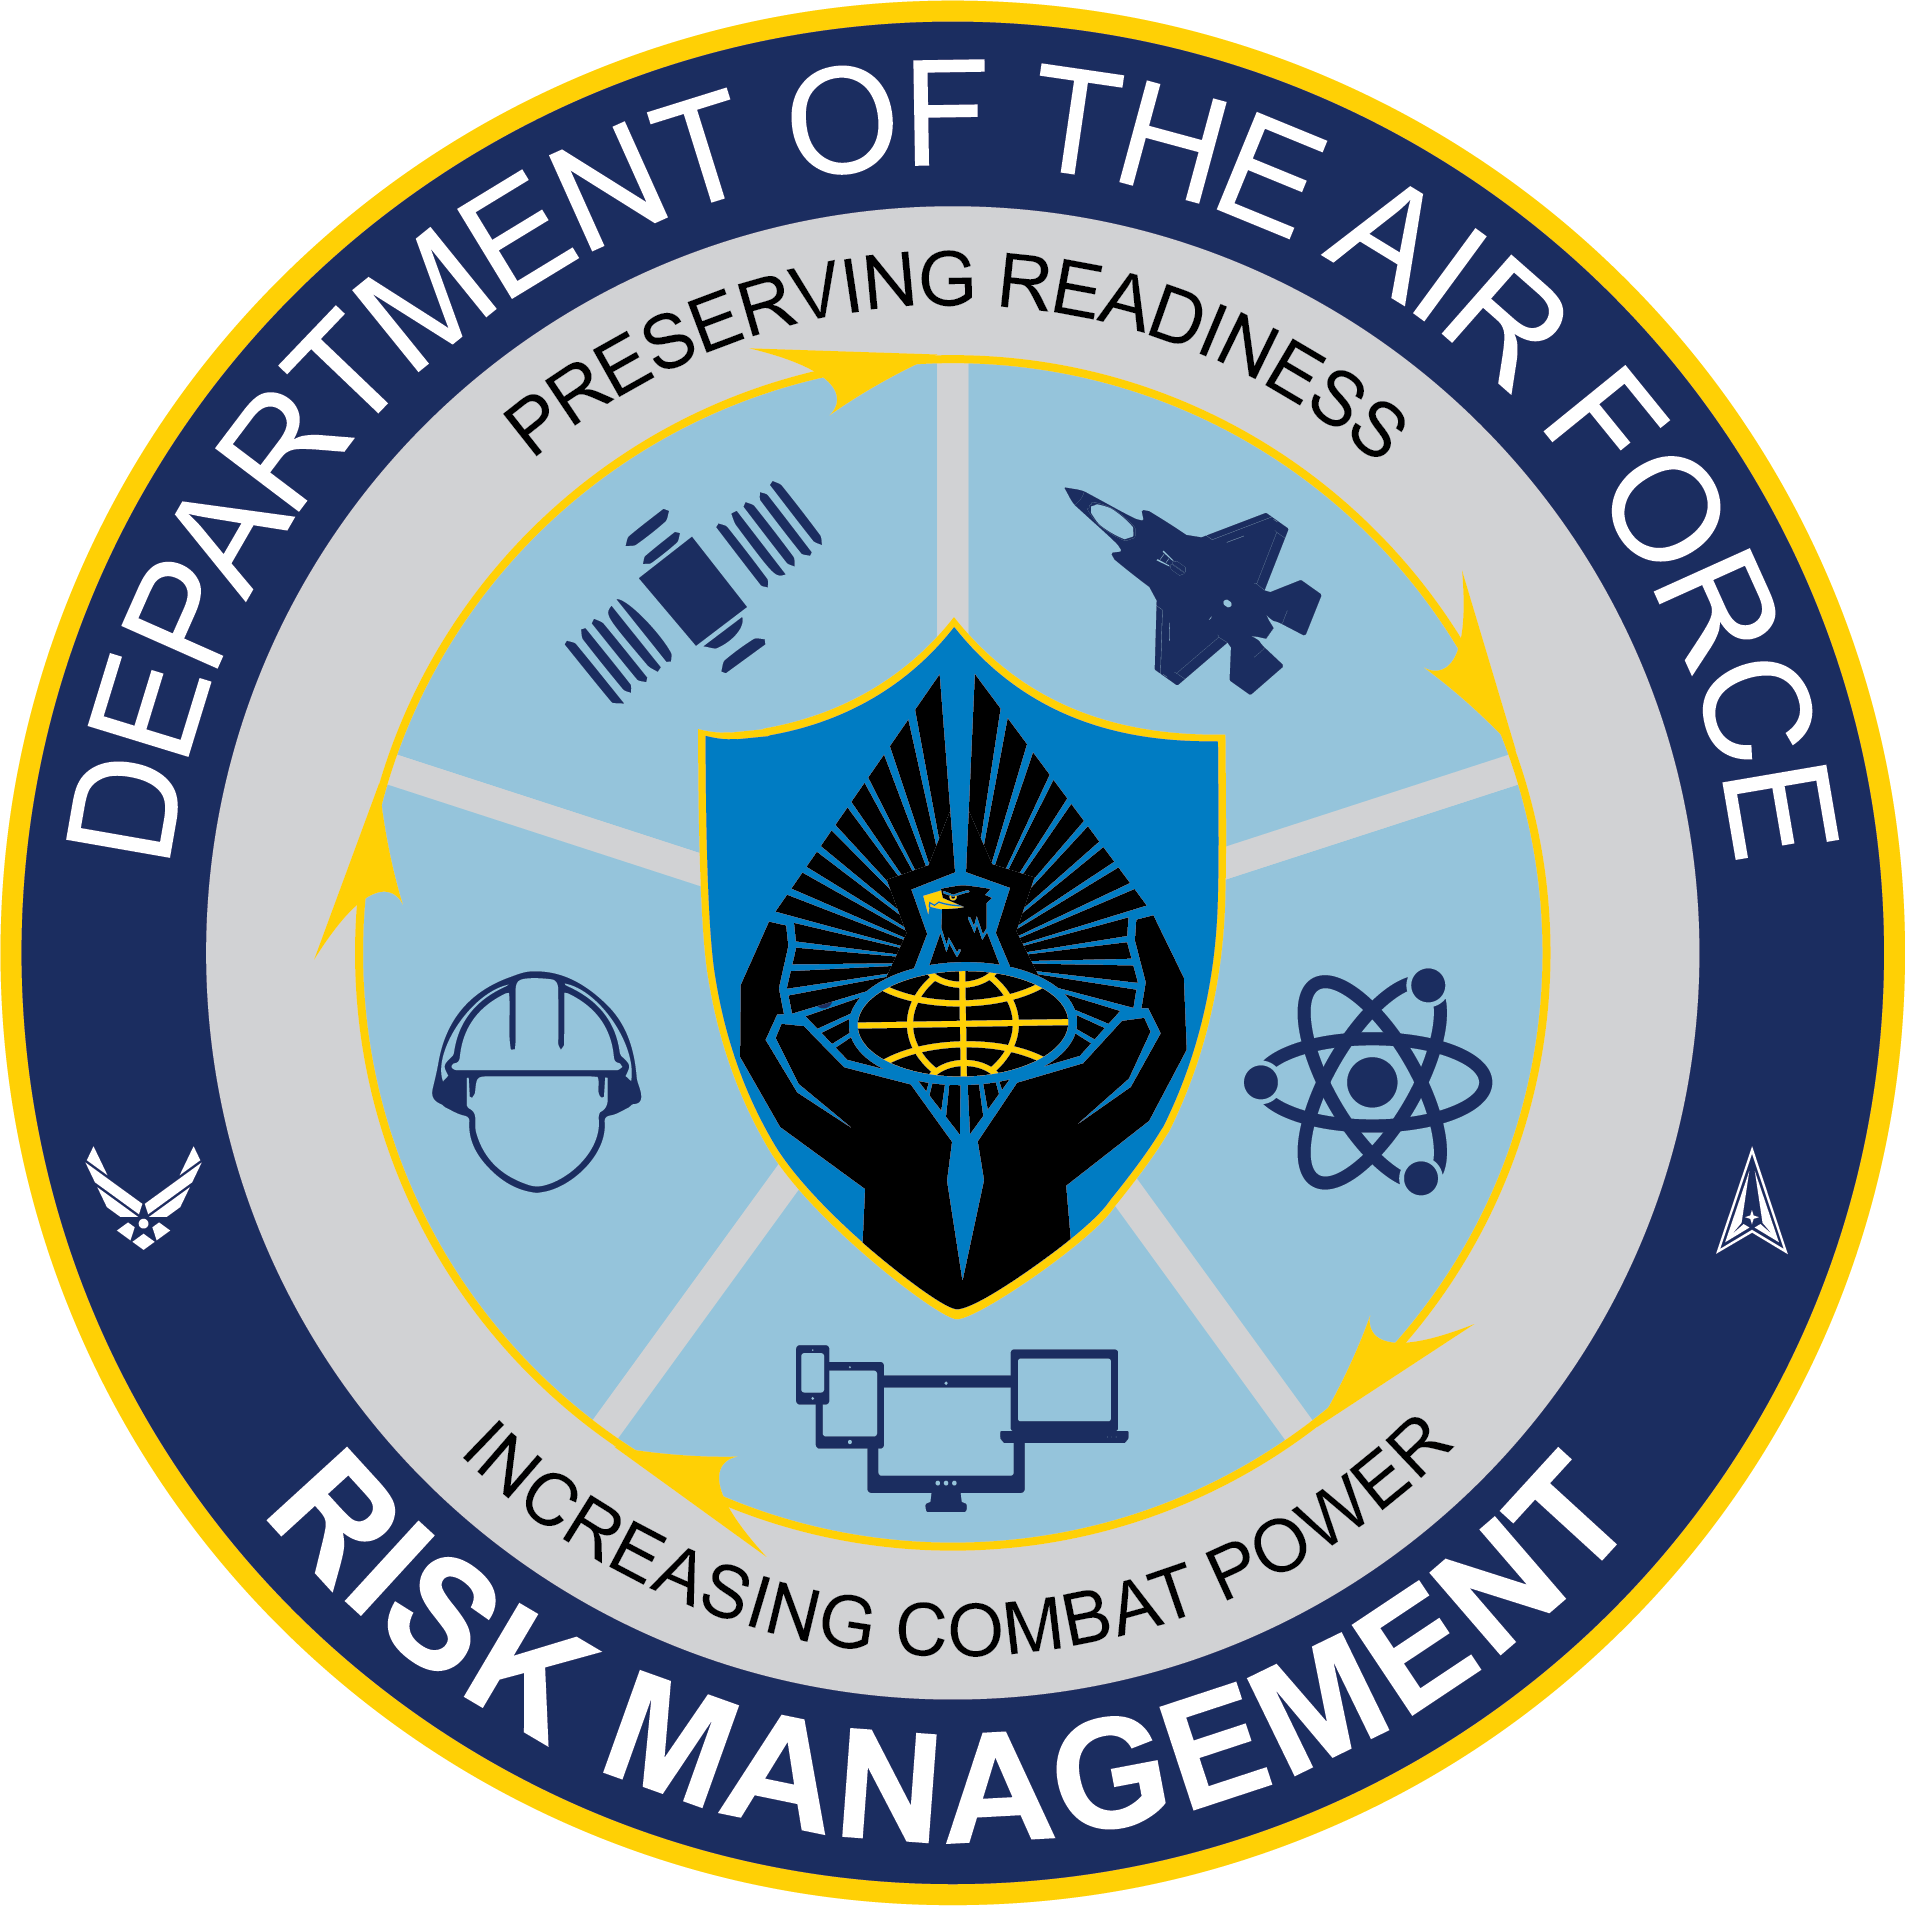 DEPARTMENT OF THE AIR FORCE
PRESERVING READINESS
INCREASING COMBAT POWER
RISK MANAGEMENT